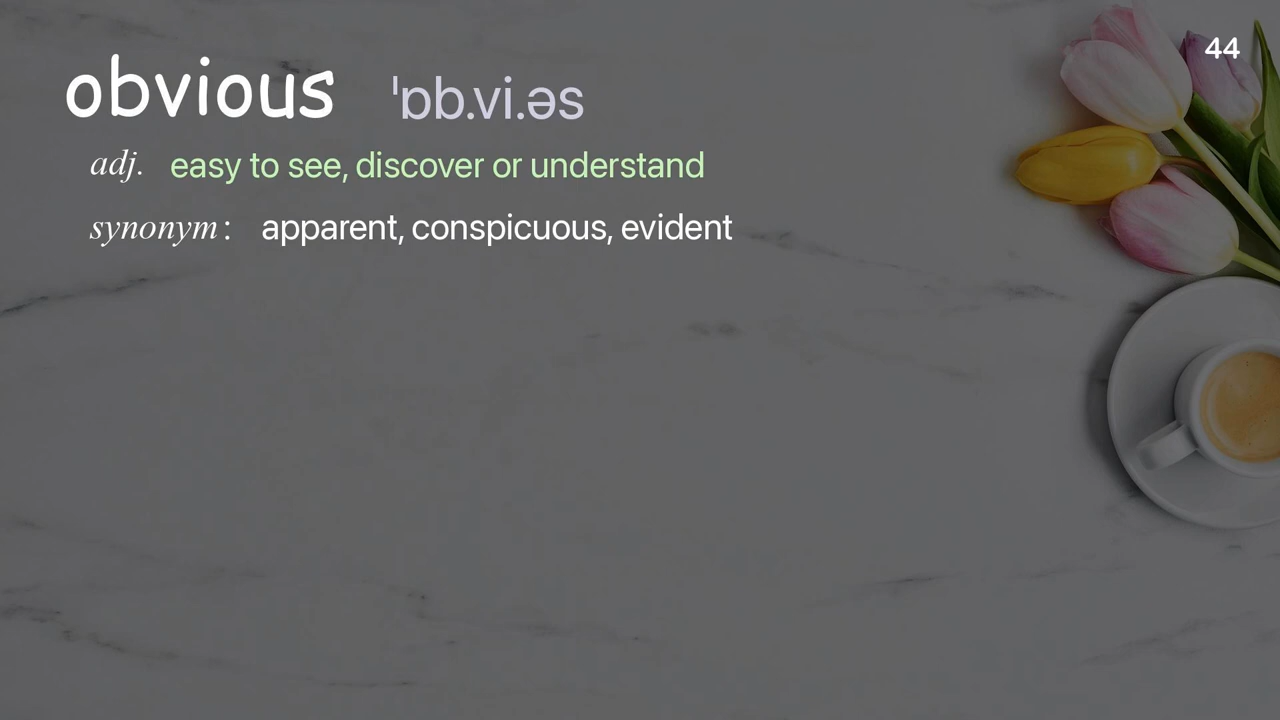 44
obvious ˈɒb.vi.əs
adj. easy to see, discover or understand
synonym: apparent, conspicuous, evident